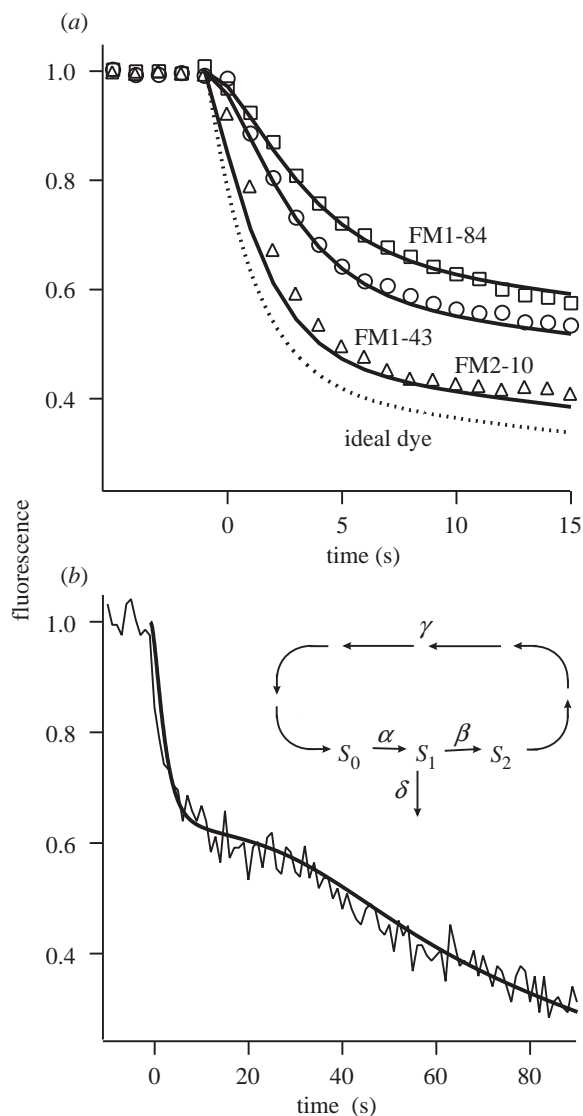 (a)
1.0
0.8
0.6
0.4
FM1-84
FM1-43
FM2-10
ideal dye
0 5 10 15
time (s)
fluorescence
(b)
1.0
0.8
0.6
0.4
γ
S0 α S1 β S2
δ
0 20 40 60 80
time (s)